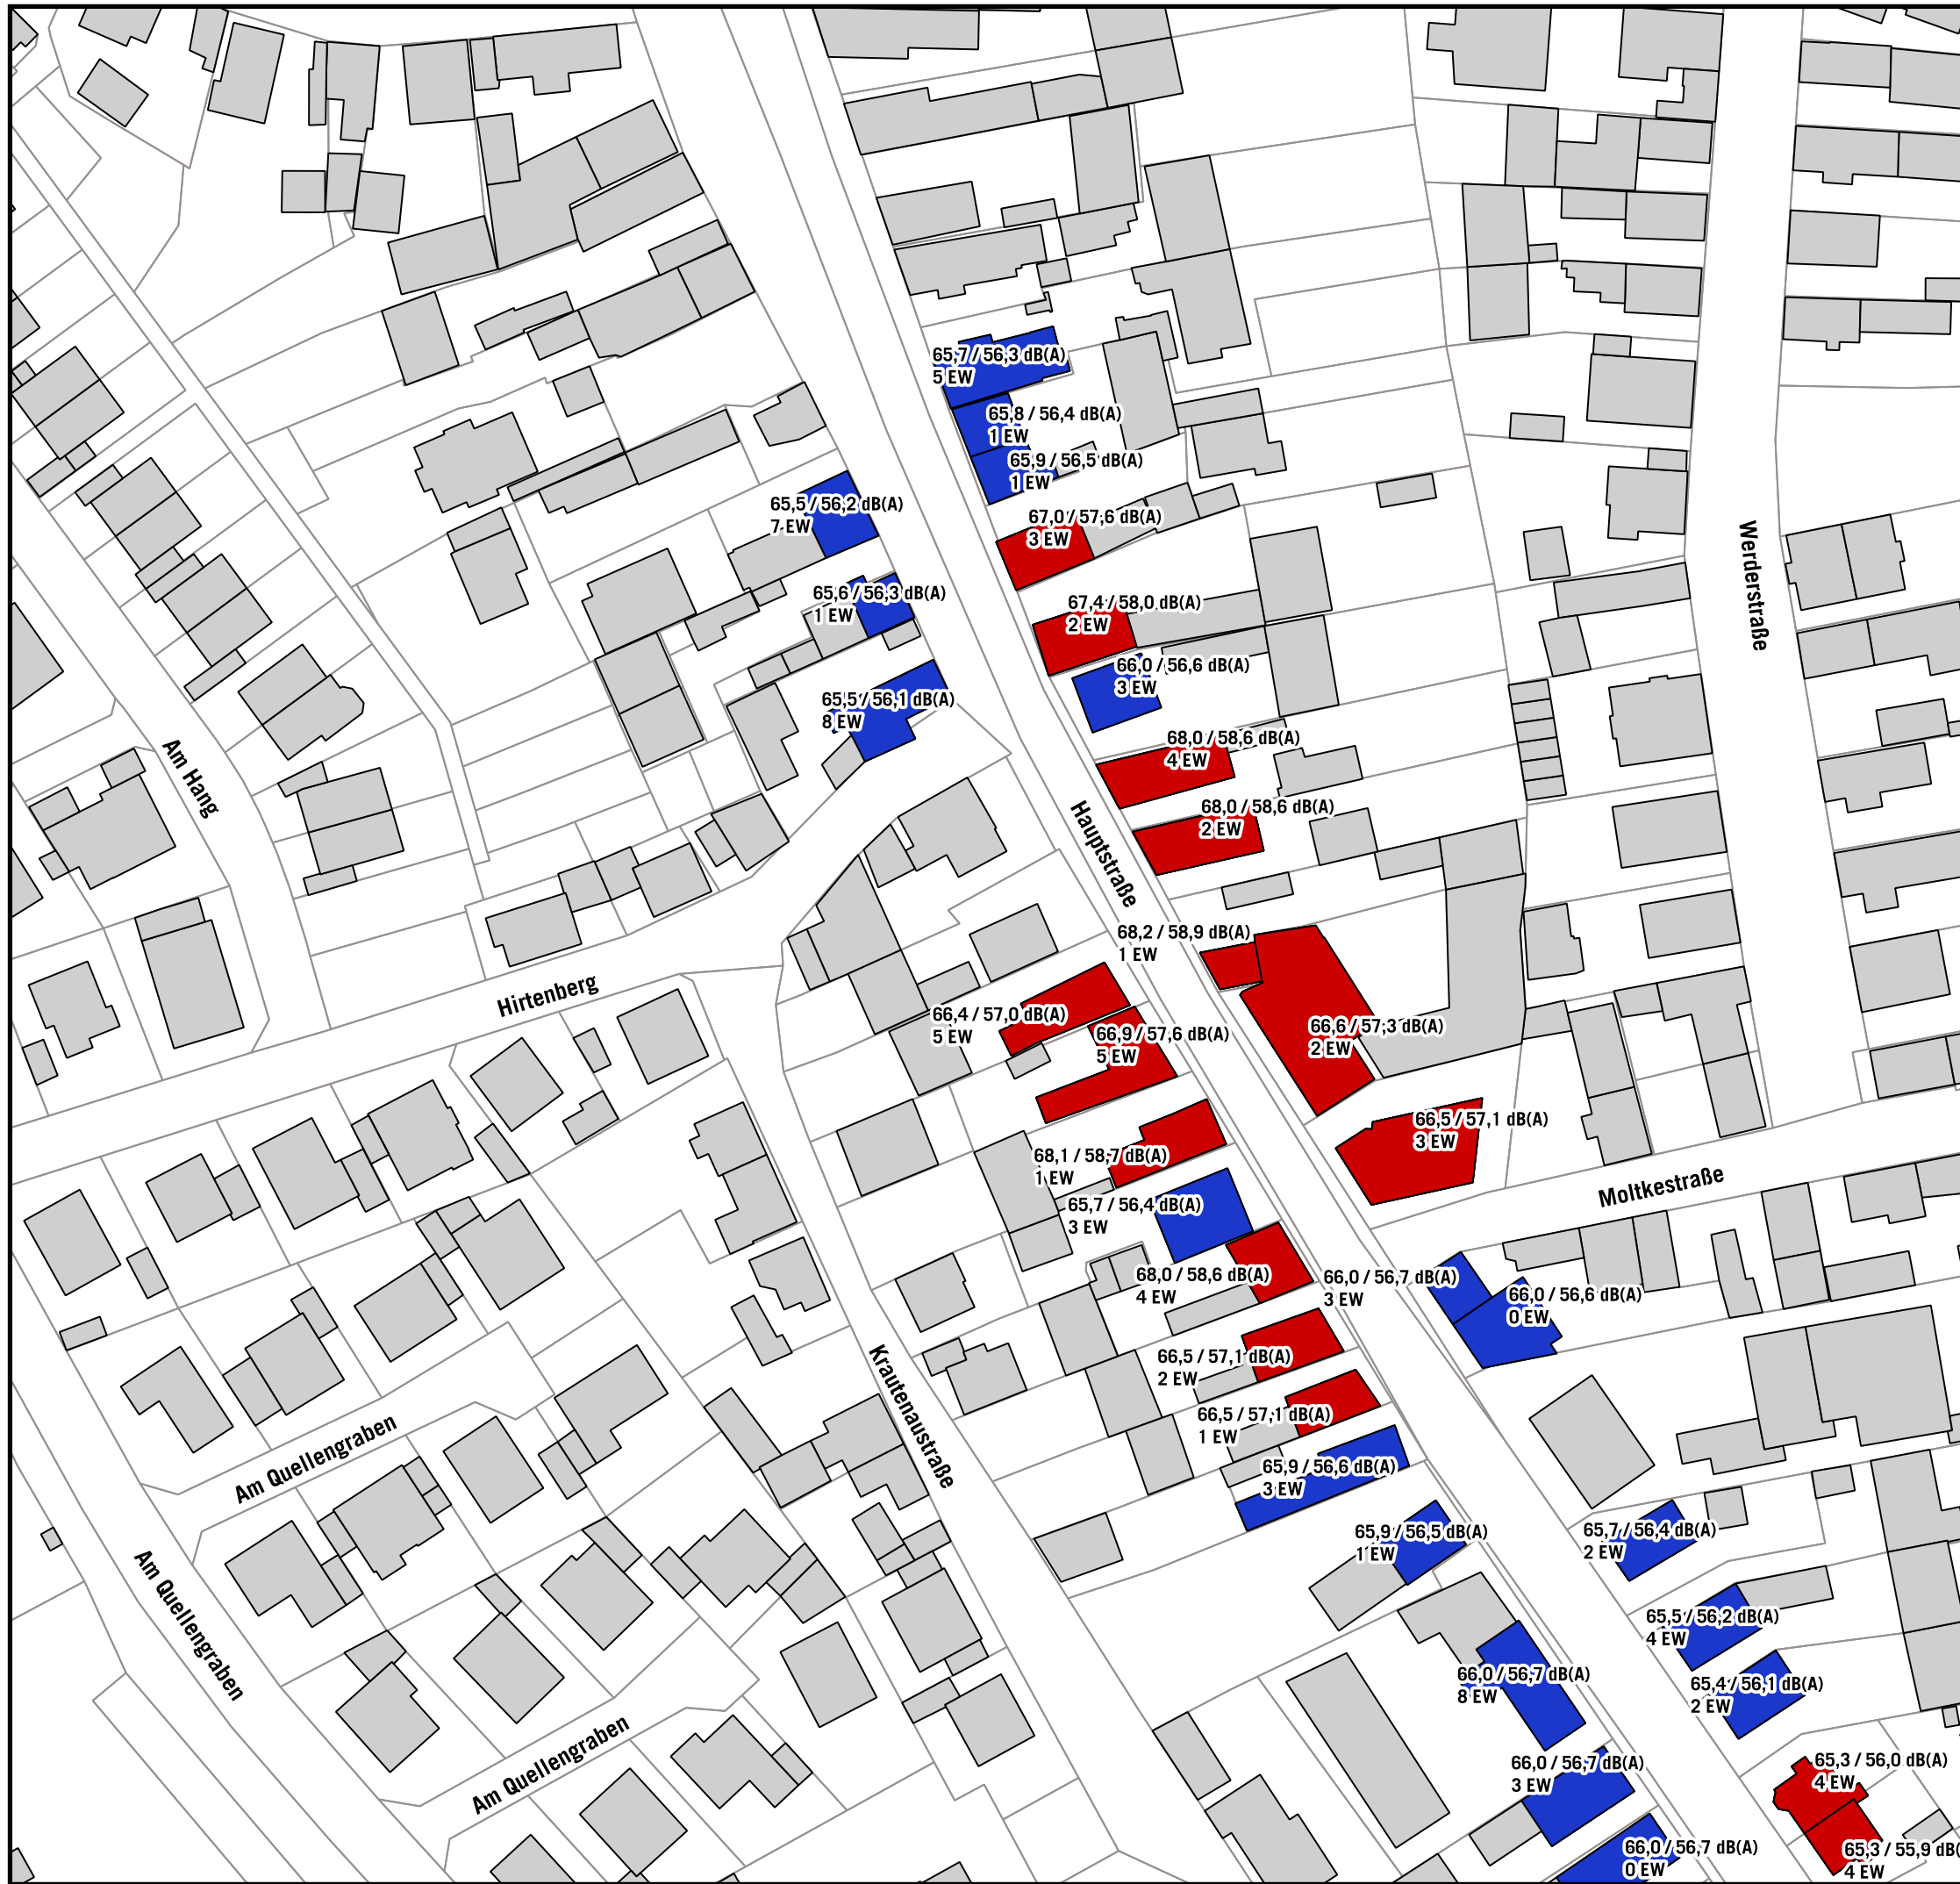 65,7 / 56,3 dB(A)
5 EW
65,8 / 56,4 dB(A)
1 EW
65,9 / 56,5 dB(A)
1 EW
65,5 / 56,2 dB(A)
7 EW
67,0 / 57,6 dB(A)
3 EW
65,6 / 56,3 dB(A)
1 EW
67,4 / 58,0 dB(A)
2 EW
Werderstraße
66,0 / 56,6 dB(A)
3 EW
65,5 / 56,1 dB(A)
8 EW
68,0 / 58,6 dB(A)
4 EW
Am Hang
68,0 / 58,6 dB(A)
2 EW
Hauptstraße
68,2 / 58,9 dB(A)
1 EW
Hirtenberg
66,4 / 57,0 dB(A)
5 EW
66,9 / 57,6 dB(A)
5 EW
66,6 / 57,3 dB(A)
2 EW
66,5 / 57,1 dB(A)
3 EW
68,1 / 58,7 dB(A)
1 EW
Moltkestraße
65,7 / 56,4 dB(A)
3 EW
68,0 / 58,6 dB(A)
4 EW
66,0 / 56,7 dB(A)
3 EW
66,0 / 56,6 dB(A)
0 EW
66,5 / 57,1 dB(A)
2 EW
Krautenaustraße
66,5 / 57,1 dB(A)
1 EW
Am Quellengraben
65,9 / 56,6 dB(A)
3 EW
65,9 / 56,5 dB(A)
1 EW
65,7 / 56,4 dB(A)
2 EW
Am Quellengraben
65,5 / 56,2 dB(A)
4 EW
66,0 / 56,7 dB(A)
8 EW
65,4 / 56,1 dB(A)
2 EW
Am Quellengraben
66,0 / 56,7 dB(A)
3 EW
65,3 / 56,0 dB(A)
4 EW
66,0 / 56,7 dB(A)
0 EW
65,3 / 55,9 dB(
4 EW